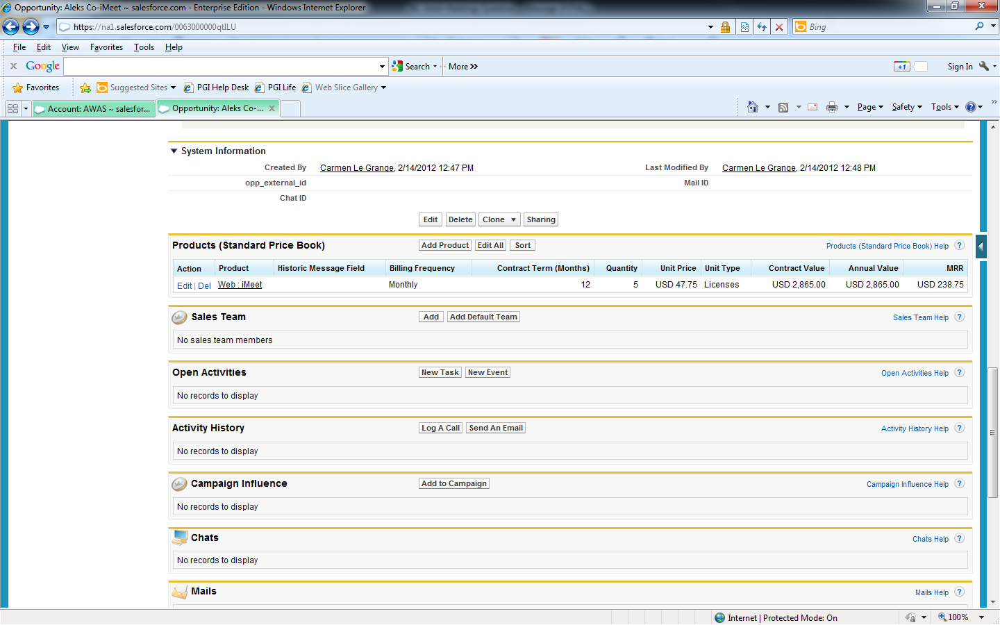 Opportunity: Aleks Co-iMeet ~ salesforce.com - Enterprise Edition - Windows Internet Explorer
https://na1.salesforce.com/0063000000qtILU
Bing
File Edit View Favorites Tools Help
x Google Search More »
+1 Sign In
Favorites Suggested Sites PGI Help Desk PGI Life Web Slice Gallery
Account: AWAS ~ salesfor... Opportunity: Aleks Co-... x Page Safety Tools »
System Information
Created By Carmen Le Grange, 2/14/2012 12:47 PM Last Modified By Carmen Le Grange, 2/14/2012 12:48 PM
opp_external_id Mail ID
Chat ID
Edit Delete Clone Sharing
Products (Standard Price Book) Add Product Edit All Sort Products (Standard Price Book) Help ?
Action Product Historic Message Field Billing Frequency Contract Term (Months) Quantity Unit Price Unit Type Contract Value Annual Value MRR
Edit | Del Web : iMeet Monthly 12 5 USD 47.75 Licenses USD 2,865.00 USD 2,865.00 USD 238.75
Sales Team Add Add Default Team Sales Team Help ?
No sales team members
Open Activities New Task New Event Open Activities Help ?
No records to display
Activity History Log A Call Send An Email Activity History Help ?
No records to display
Campaign Influence Add to Campaign Campaign Influence Help ?
No records to display
Chats Chats Help ?
No records to display
Mails Mails Help ?
Internet | Protected Mode: On 100%